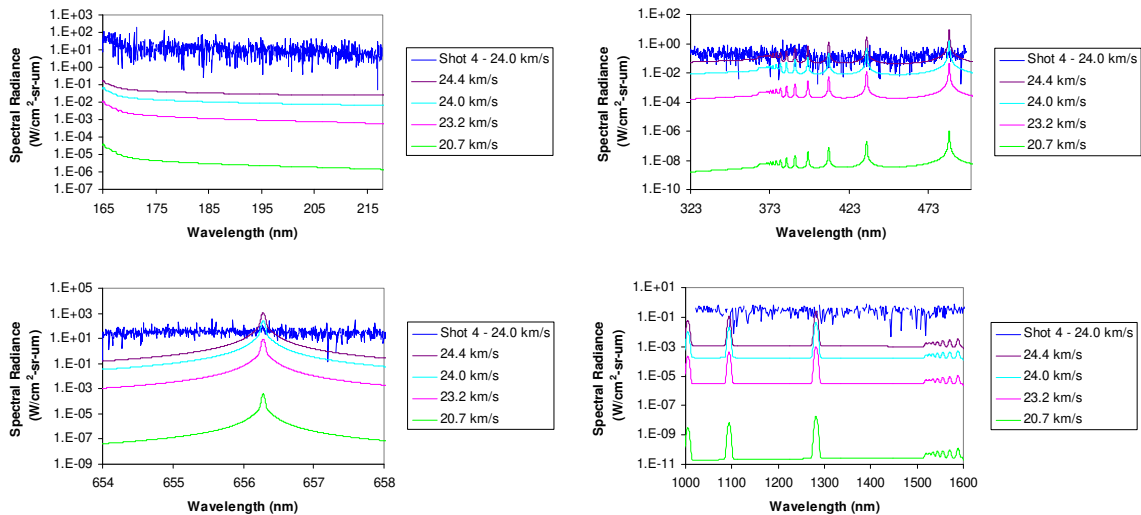 1.E+03
1.E+02
1.E+01
1.E+00
1.E-01
1.E-02
1.E-03
1.E-04
1.E-05
1.E-06
1.E-07
165 175 185 195 205 215
Wavelength (nm)
Spectral Radiance
(W/cm²-sr-um)
Shot 4 - 24.0 km/s
24.4 km/s
24.0 km/s
23.2 km/s
20.7 km/s
1.E+02
1.E+00
1.E-02
1.E-04
1.E-06
1.E-08
1.E-10
323 373 423 473
Wavelength (nm)
Spectral Radiance
(W/cm²-sr-um)
Shot 4 - 24.0 km/s
24.4 km/s
24.0 km/s
23.2 km/s
20.7 km/s
1.E+05
1.E+03
1.E+01
1.E-01
1.E-03
1.E-05
1.E-07
1.E-09
654 655 656 657 658
Wavelength (nm)
Spectral Radiance
(W/cm²-sr-um)
Shot 4 - 24.0 km/s
24.4 km/s
24.0 km/s
23.2 km/s
20.7 km/s
1.E+01
1.E-01
1.E-03
1.E-05
1.E-07
1.E-09
1.E-11
1000 1100 1200 1300 1400 1500 1600
Wavelength (nm)
Spectral Radiance
(W/cm²-sr-um)
Shot 4 - 24.0 km/s
24.4 km/s
24.0 km/s
23.2 km/s
20.7 km/s